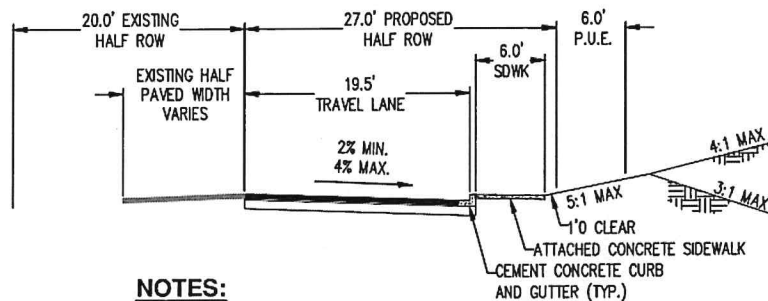 20.0' EXISTING
HALF ROW
27.0' PROPOSED
HALF ROW
6.0'
P.U.E.
EXISTING HALF
PAVED WIDTH
VARIES
19.5'
TRAVEL LANE
6.0'
SDWK
2% MIN.
4% MAX.
4:1 MAX
3:1 MAX
5:1 MAX
1'0 CLEAR
ATTACHED CONCRETE SIDEWALK
CEMENT CONCRETE CURB
AND GUTTER (TYP.)
NOTES: